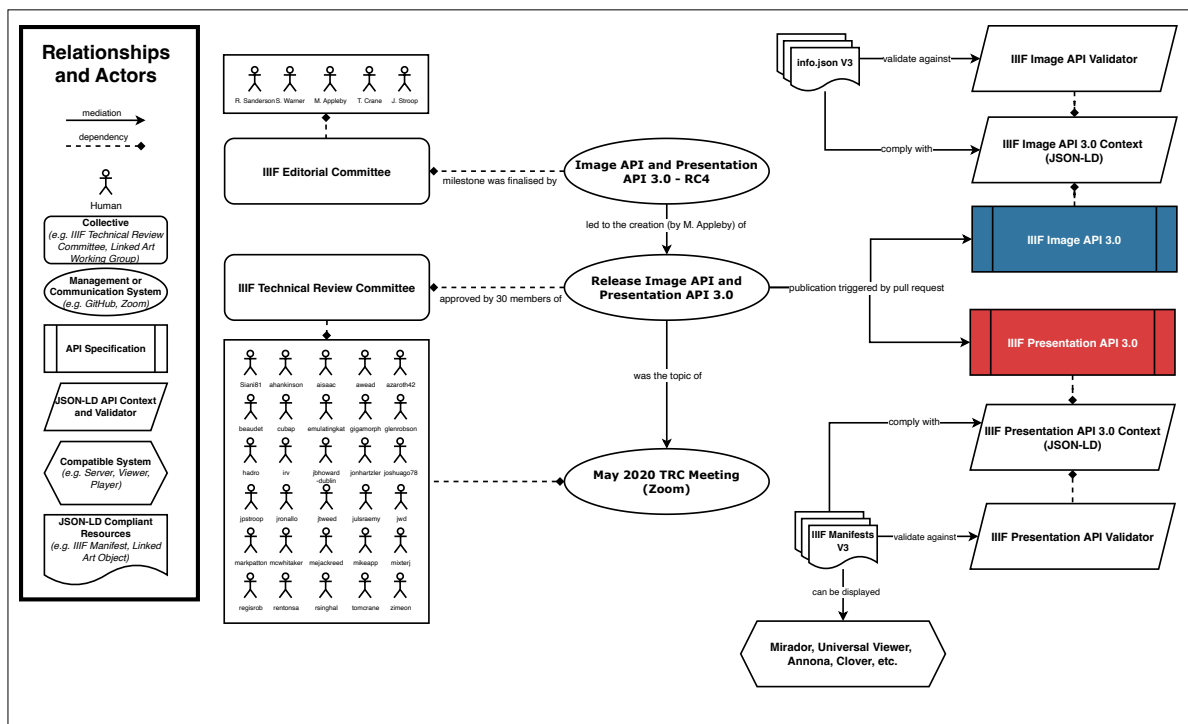 Relationships
and Actors
mediation
dependency
Human
Collective
(e.g. IIIF Technical Review
Committee, Linked Art
Working Group)
Management or
Communication System
(e.g. GitHub, Zoom)
API Specification
JSON-LD API Context
and Validator
Compatible System
(e.g. Server, Viewer,
Player)
JSON-LD Compliant
Resources
(e.g. IIIF Manifest, Linked
Art Object)
R. Sanderson S. Warner M. Appleby T. Crane J. Stroop
IIIF Editorial Committee
milestone was finalised by
Image API and Presentation
API 3.0 - RC4
led to the creation (by M. Appleby) of
IIIF Technical Review Committee
approved by 30 members of
Release Image API and
Presentation API 3.0
publication triggered by pull request
was the topic of
May 2020 TRC Meeting
(Zoom)
Siani81 ahankinson aisaac awead azaroth42
beaudet cubap emulatingkat gigamorph glenrobson
hadro irv jbhoward
-dublin jonhartzler joshuago78
jpstroop jronallo jtweed julsraemy jwd
markpatton mcwhitaker mejackreed mikeapp mixterj
regisrob rentonsa rsinghal tomcrane zimeon
info.json V3
validate against
IIIF Image API Validator
comply with
IIIF Image API 3.0 Context
(JSON-LD)
IIIF Image API 3.0
IIIF Presentation API 3.0
comply with
IIIF Presentation API 3.0 Context
(JSON-LD)
IIIF Manifests
V3
validate against
IIIF Presentation API Validator
can be displayed
Mirador, Universal Viewer,
Annona, Clover, etc.